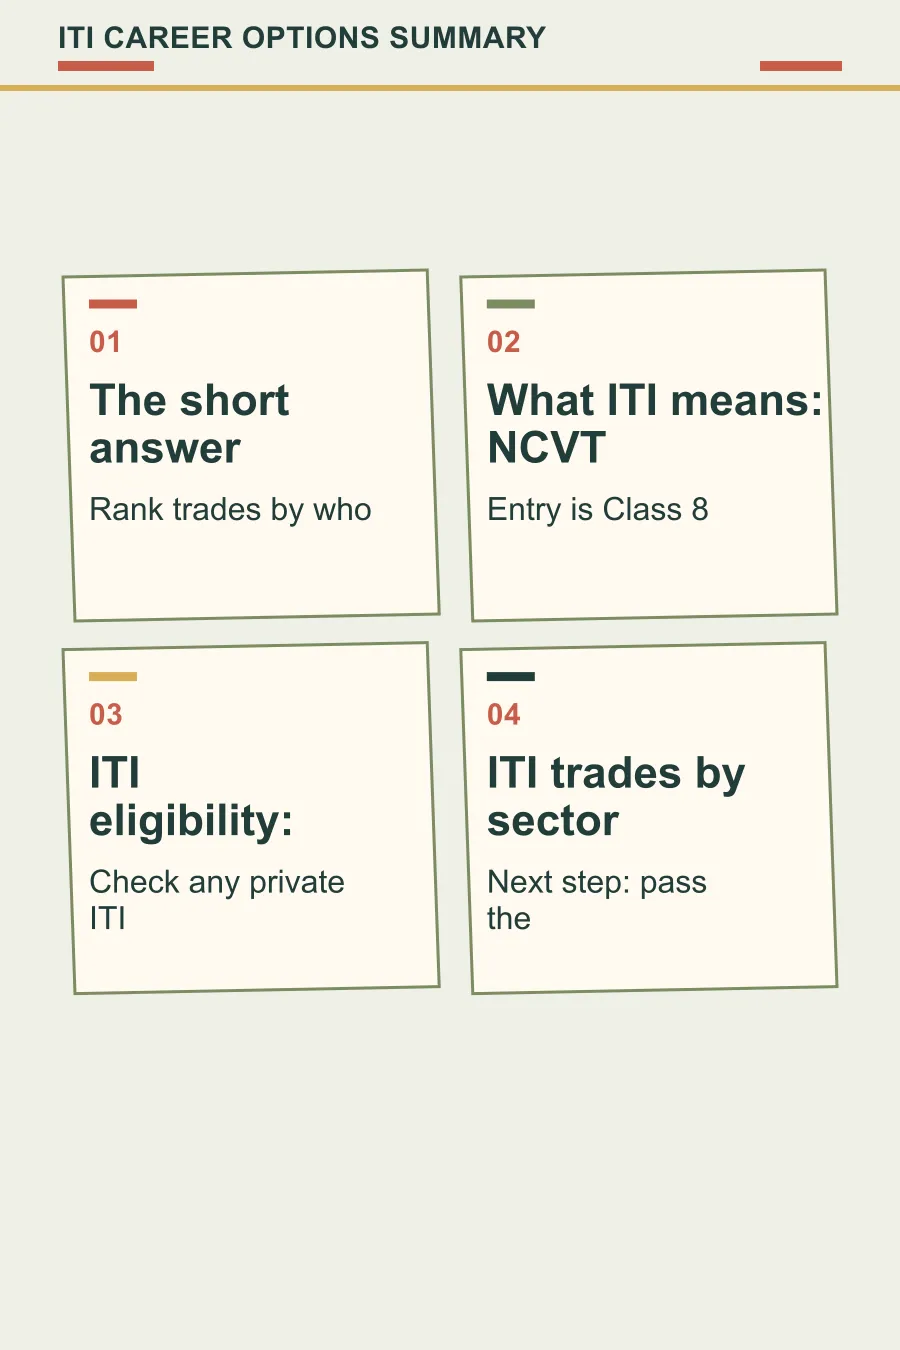 ITI CAREER OPTIONS SUMMARY
01
The short
answer
Rank trades by who
02
What ITI means:
NCVT
Entry is Class 8
03
ITI
eligibility:
Check any private
ITI
04
ITI trades by
sector
Next step: pass
the